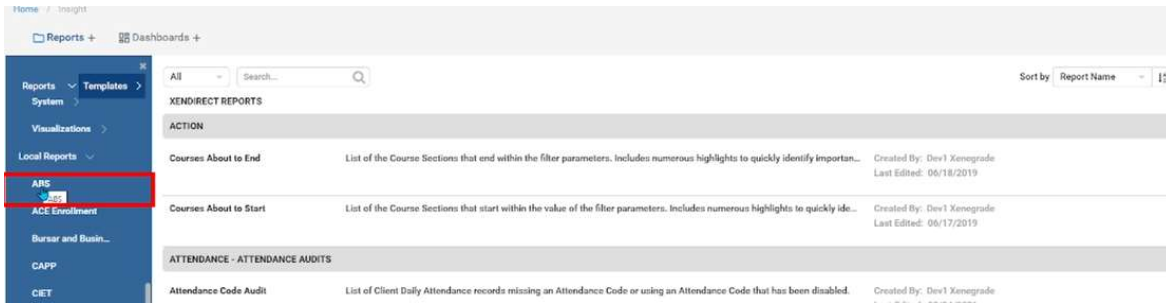 Home / Insight
Reports + Dashboards +
Reports Templates
System
Visualizations
Local Reports
ABS
ABS
ACE Enrollment
Bursar and Busin...
CAPP
CIET
All Search... Sort by Report Name
XENDIRECT REPORTS
ACTION
Courses About to End List of the Course Sections that end within the filter parameters. Includes numerous highlights to quickly identify importan... Created By: Dev1 Xenegrade
Last Edited: 06/18/2019
Courses About to Start List of the Course Sections that start within the value of the filter parameters. Includes numerous highlights to quickly ide... Created By: Dev1 Xenegrade
Last Edited: 06/17/2019
ATTENDANCE - ATTENDANCE AUDITS
Attendance Code Audit List of Client Daily Attendance records missing an Attendance Code or using an Attendance Code that has been disabled. Created By: Dev1 Xenegrade